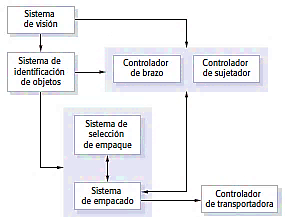 Sistema
de visión
Sistema de
identificación
de objetos
Controlador
de brazo
Controlador
de sujetador
Sistema de
selección
de empaque
Sistema
de empacado
Controlador
de transportadora